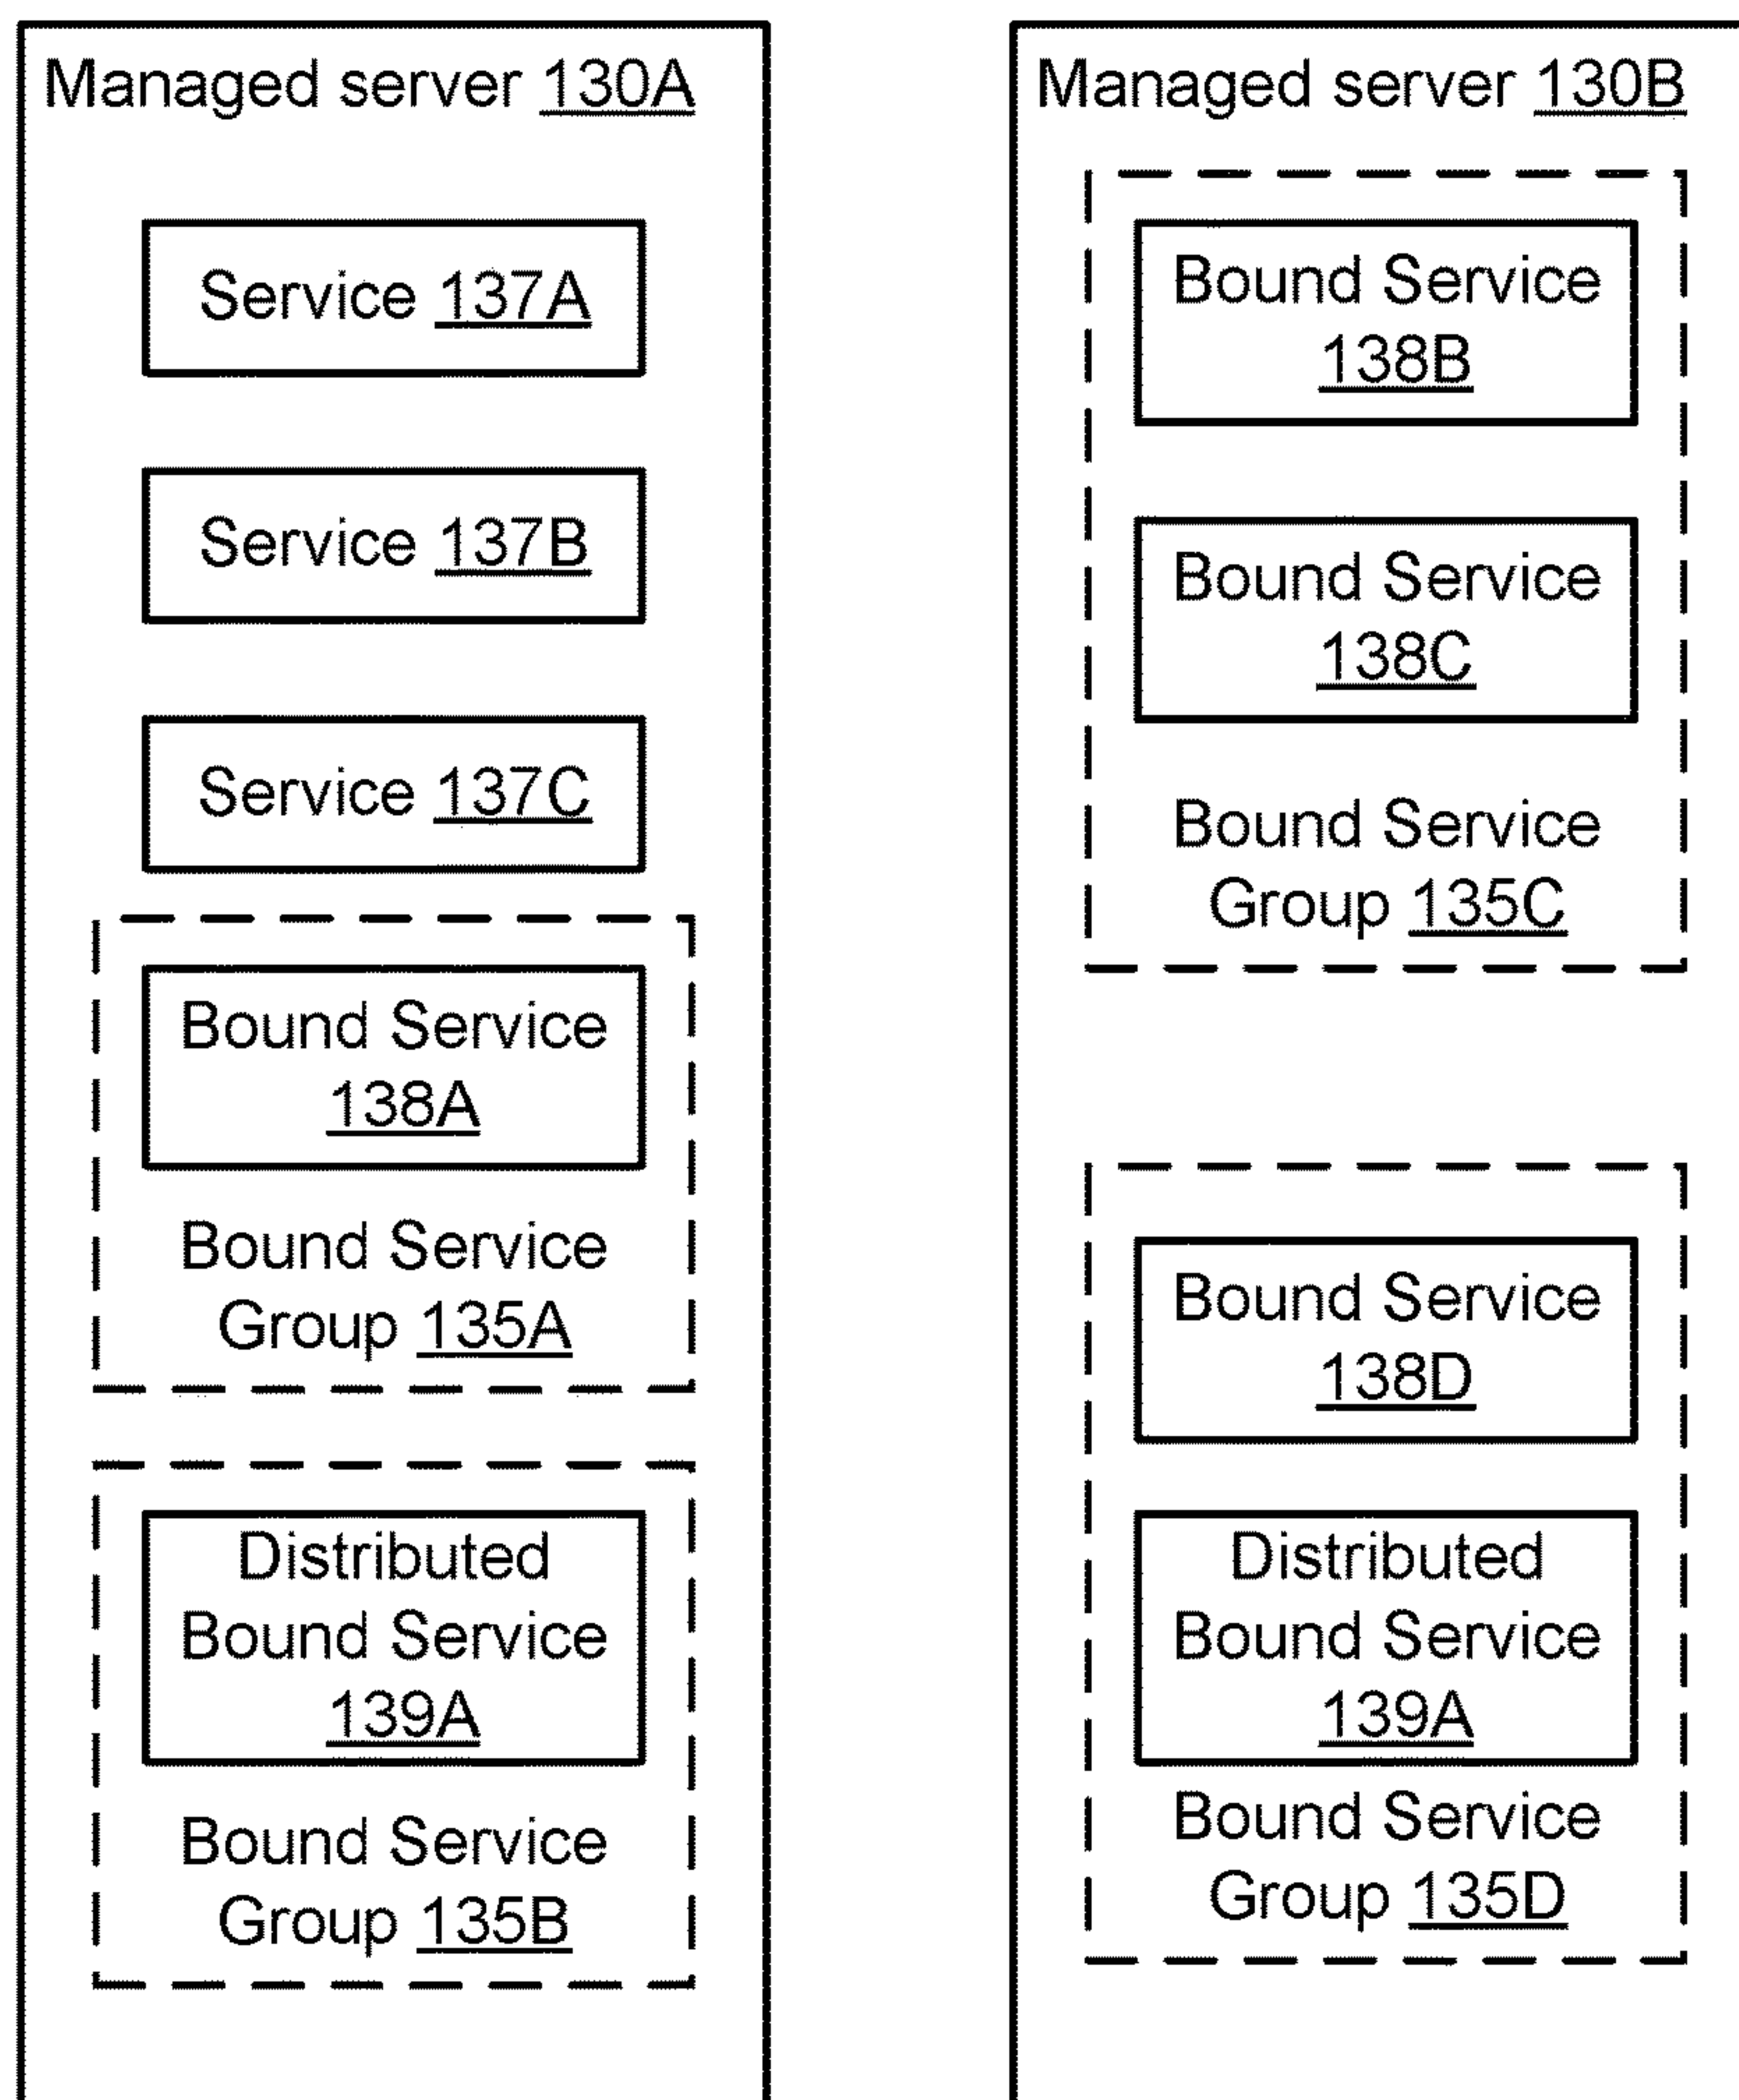 Managed server 130A
Service 137A
Service 137B
Service 137C
Bound Service
138A
Bound Service
Group 135A
Distributed
Bound Service
139A
Bound Service
Group 135B
Managed server 130B
Bound Service
138B
Bound Service
138C
Bound Service
Group 135C
Bound Service
138D
Distributed
Bound Service
139A
Bound Service
Group 135D